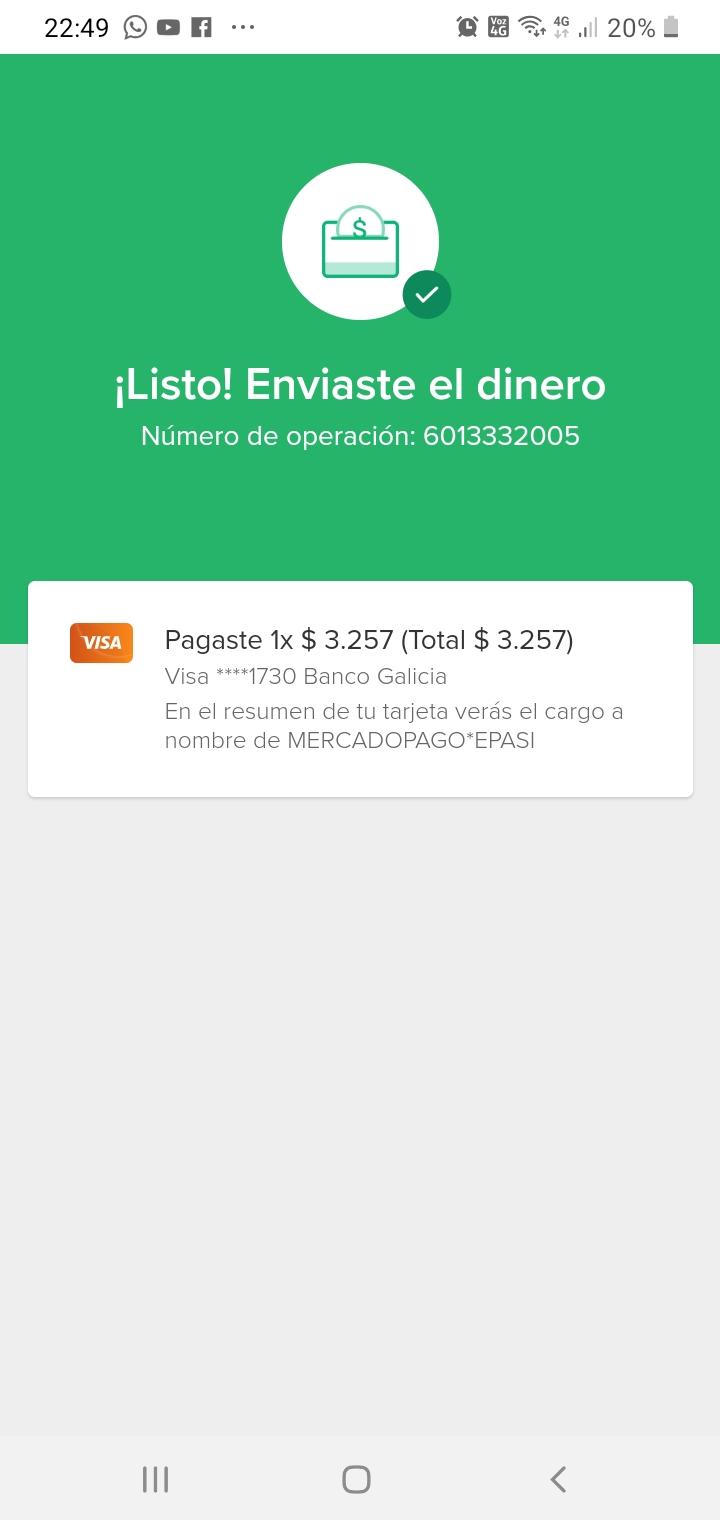 22:49
Voz 4G 4G 20%
$
¡Listo! Enviaste el dinero
Número de operación: 6013332005
VISA
Pagaste 1x $ 3.257 (Total $ 3.257)
Visa ****1730 Banco Galicia
En el resumen de tu tarjeta verás el cargo a
nombre de MERCADOPAGO*EPASI